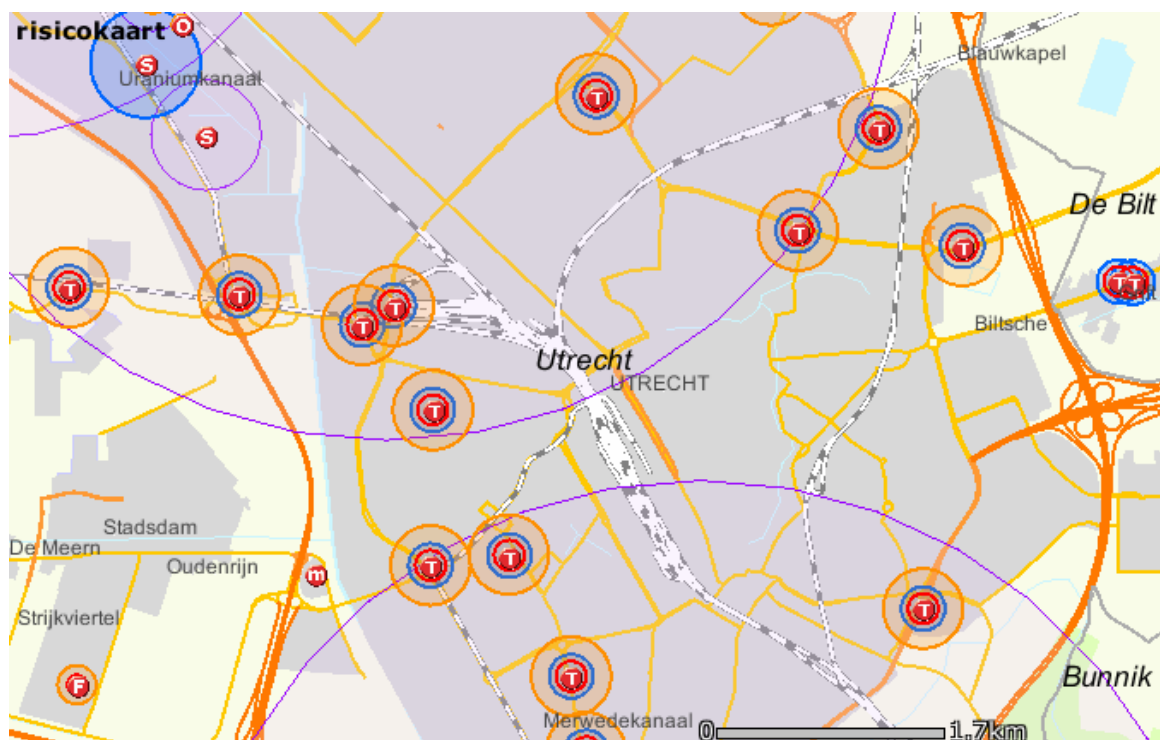 risicokaart
O
S
Uraniumkanaal
Blauwkapel
T
T
S
De Bilt
T
T
T
T
T
T
T
T
T
Biltsche
Utrecht
UTRECHT
T
Stadsdam
De Meern
Oudenrijn
T
T
m
Strijkviertel
T
F
T
Bunnik
Merwedekanaal
0
1.7km